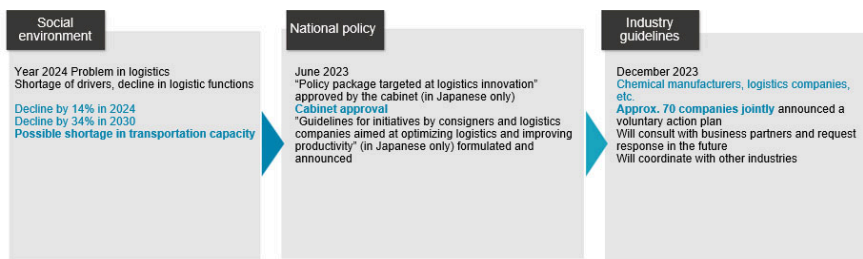 Social
environment
Year 2024 Problem in logistics
Shortage of drivers, decline in logistic functions
Decline by 14% in 2024
Decline by 34% in 2030
Possible shortage in transportation capacity
National policy
June 2023
“Policy package targeted at logistics innovation”
approved by the cabinet (in Japanese only)
Cabinet approval
"Guidelines for initiatives by consigners and logistics
companies aimed at optimizing logistics and improving
productivity” (in Japanese only) formulated and
announced
Industry
guidelines
December 2023
Chemical manufacturers, logistics companies,
etc.
Approx. 70 companies jointly announced a
voluntary action plan
Will consult with business partners and request
response in the future
Will coordinate with other industries